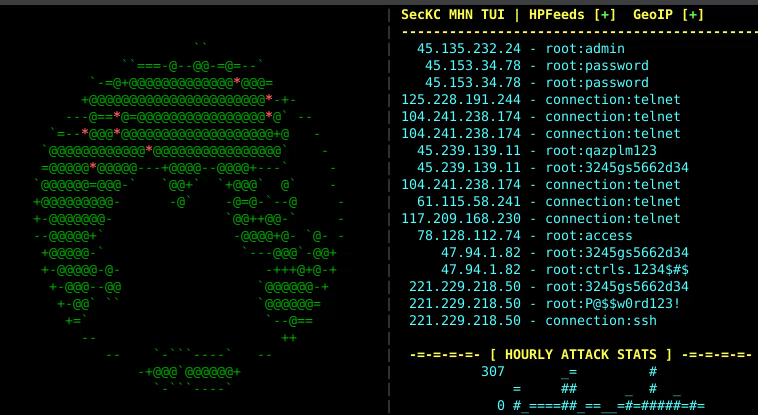 SecKC MHN TUI | HPFeeds [+]  GeoIP [+]
45.135.232.24 - root:admin
45.153.34.78 - root:password
45.153.34.78 - root:password
125.228.191.244 - connection:telnet
104.241.238.174 - connection:telnet
104.241.238.174 - connection:telnet
45.239.139.11 - root:qazplm123
45.239.139.11 - root:3245gs5662d34
104.241.238.174 - connection:telnet
61.115.58.241 - connection:telnet
117.209.168.230 - connection:telnet
78.128.112.74 - root:access
47.94.1.82 - root:3245gs5662d34
47.94.1.82 - root:ctrls.1234$#$
221.229.218.50 - root:3245gs5662d34
221.229.218.50 - root:P@$$w0rd123!
221.229.218.50 - connection:ssh
-=-=-=-=- [ HOURLY ATTACK STATS ] -=-=-=-=-
307
0